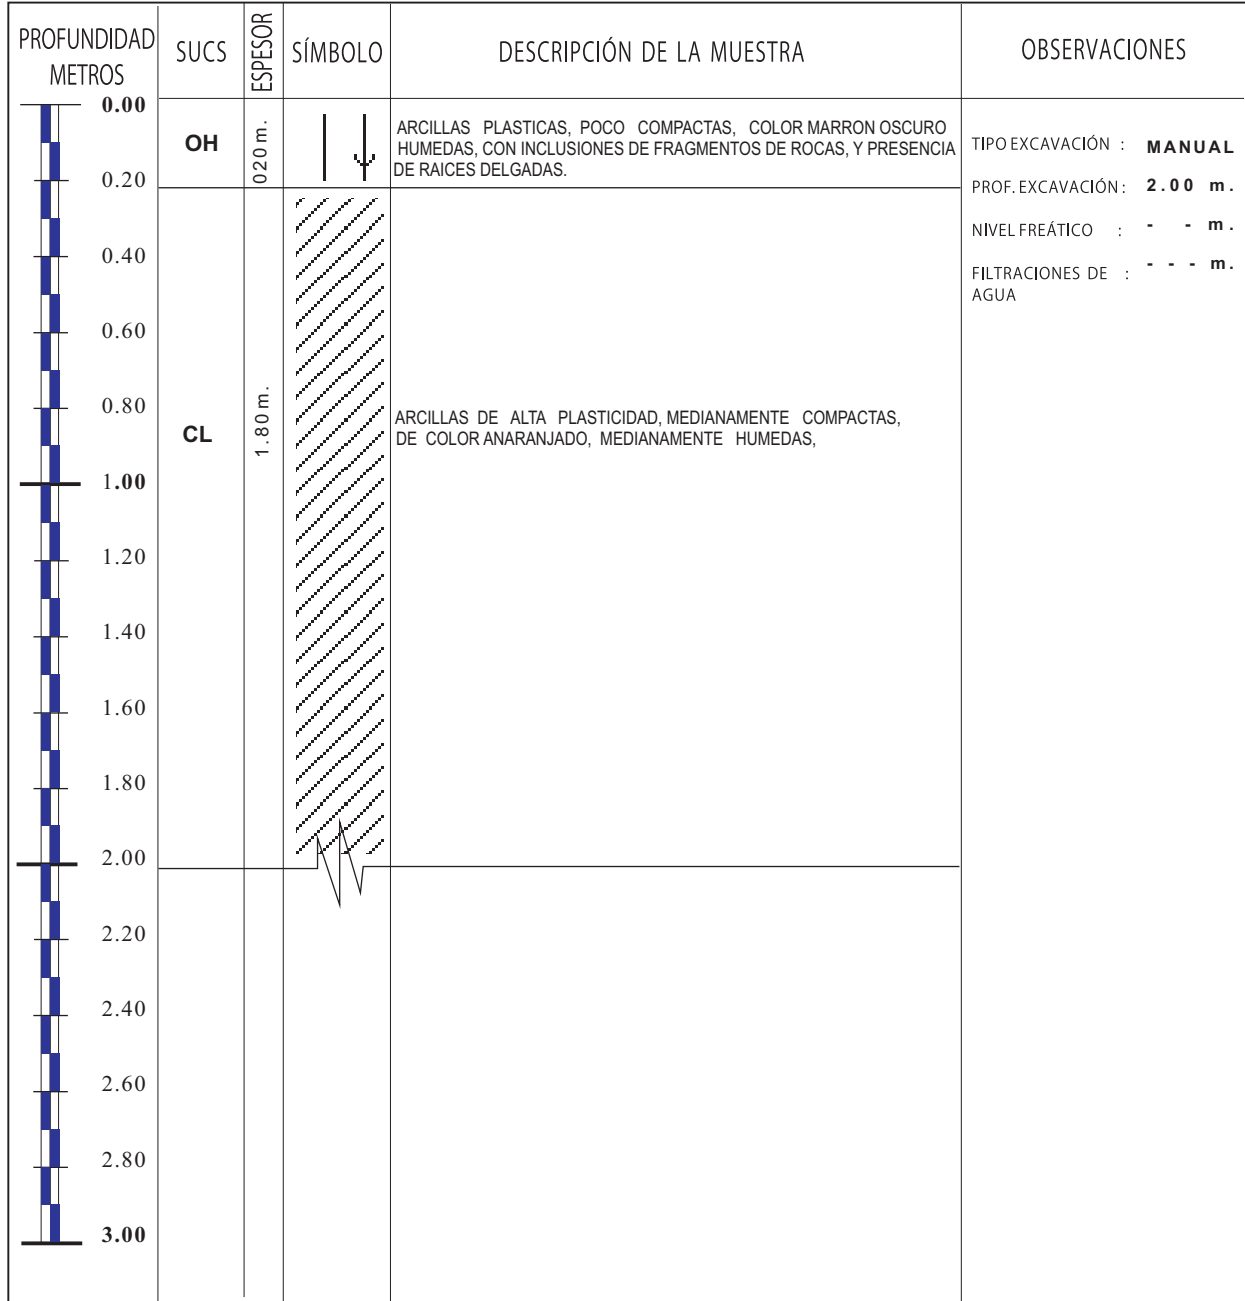 PROFUNDIDAD
METROS
SUCS
ESPESOR
SÍMBOLO
DESCRIPCIÓN DE LA MUESTRA
OBSERVACIONES
0.00
0.20
0.40
0.60
0.80
1.00
1.20
1.40
1.60
1.80
2.00
2.20
2.40
2.60
2.80
3.00
OH
020 m.
ARCILLAS PLASTICAS, POCO COMPACTAS, COLOR MARRON OSCURO
HUMEDAS, CON INCLUSIONES DE FRAGMENTOS DE ROCAS, Y PRESENCIA
DE RAICES DELGADAS.
CL
1.80 m.
ARCILLAS DE ALTA PLASTICIDAD, MEDIANAMENTE COMPACTAS,
DE COLOR ANARANJADO, MEDIANAMENTE HUMEDAS,
TIPO EXCAVACIÓN : MANUAL
PROF. EXCAVACIÓN : 2.00 m.
NIVEL FREÁTICO : - - m.
FILTRACIONES DE : - - - m.
AGUA